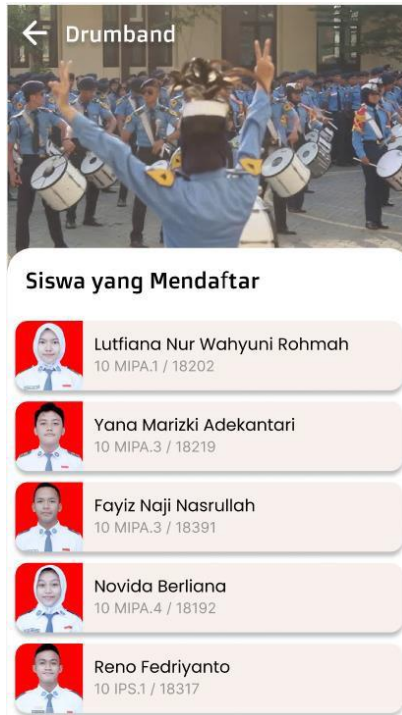 Drumband
Siswa yang Mendaftar
Lutfiana Nur Wahyuni Rohmah
10 MIPA.1 / 18202
Yana Marizki Adekantari
10 MIPA.3 / 18219
Fayiz Naji Nasrullah
10 MIPA.3 / 18391
Novida Berliana
10 MIPA.4 / 18192
Reno Fedriyanto
10 IPS.1 / 18317